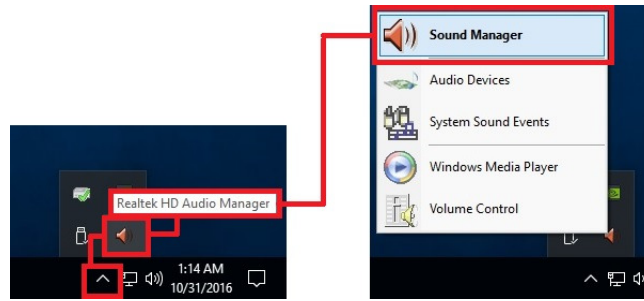 Realtek HD Audio Manager
1:14 AM
10/31/2016
Sound Manager
Audio Devices
System Sound Events
Windows Media Player
Volume Control